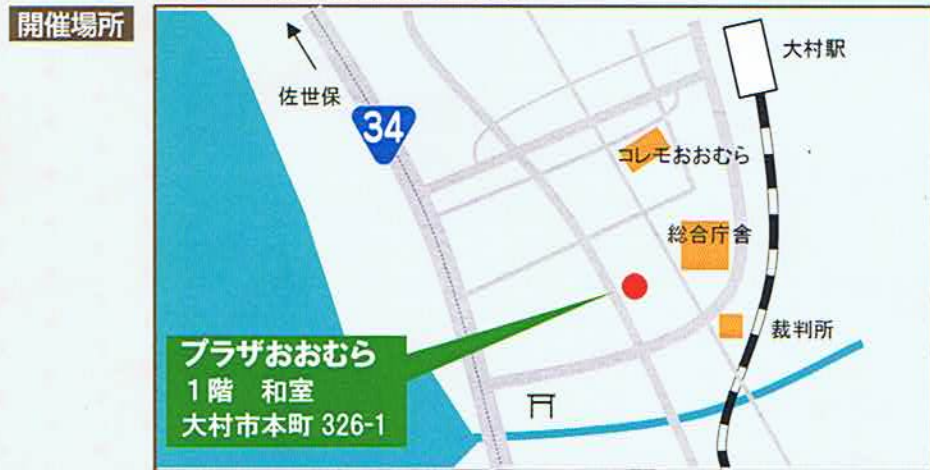 開催場所
大村駅
佐世保
34
コレモおおむら
総合庁舎
裁判所
プラザおおむら
1階 和室
大村市本町 326-1